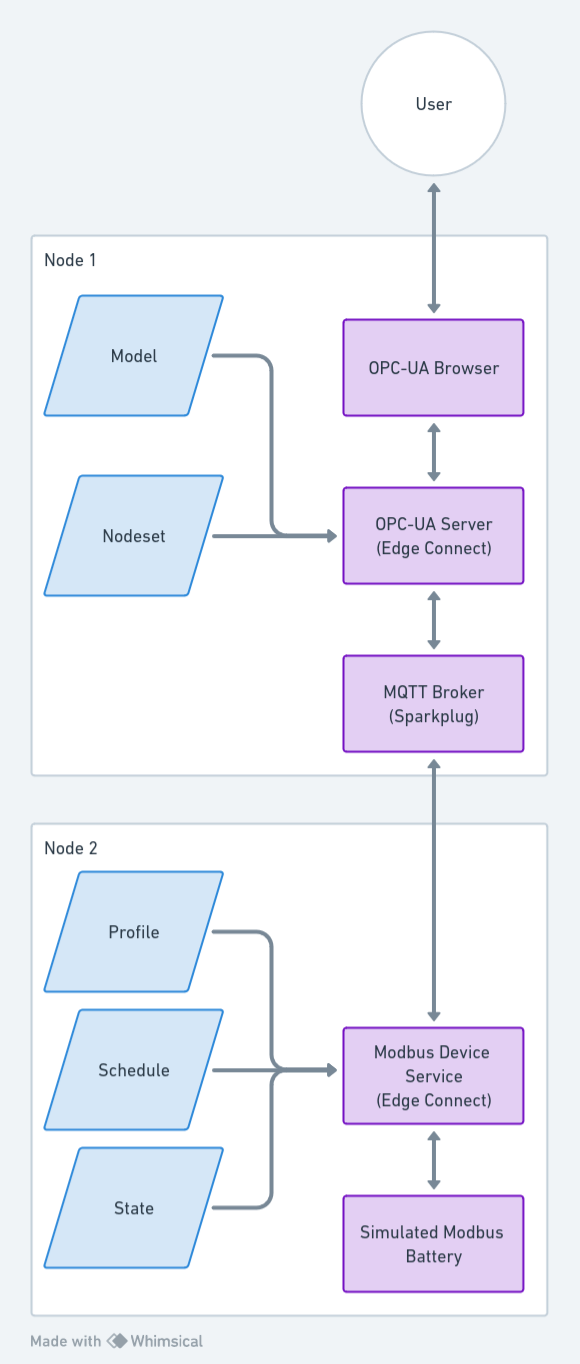 User
Node 1
Model
OPC-UA Browser
Nodeset
OPC-UA Server
(Edge Connect)
MQTT Broker
(Sparkplug)
Node 2
Profile
Schedule
Modbus Device
Service
(Edge Connect)
State
Simulated Modbus
Battery
Made with Whimsical